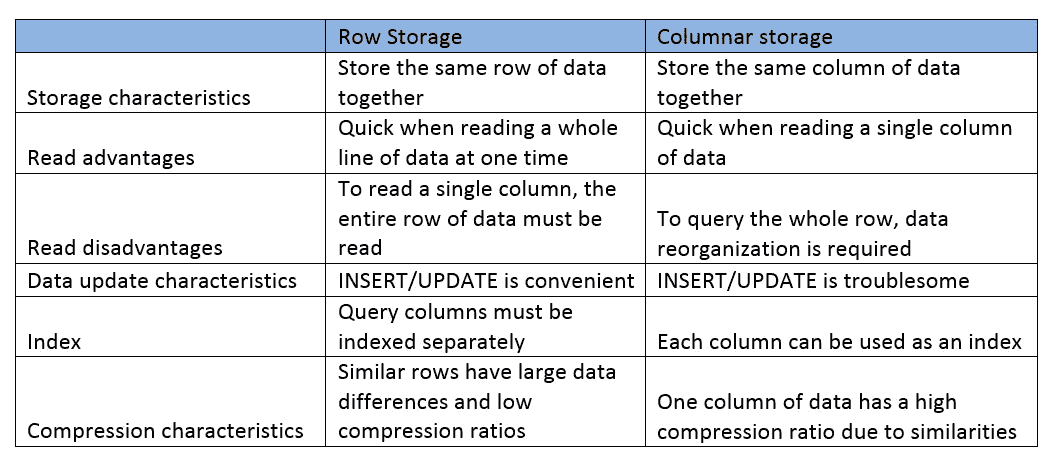 Row Storage
Columnar storage
Storage characteristics
Store the same row of data
together
Store the same column of data
together
Read advantages
Quick when reading a whole
line of data at one time
Quick when reading a single column
of data
Read disadvantages
To read a single column, the
entire row of data must be
read
To query the whole row, data
reorganization is required
Data update characteristics
INSERT/UPDATE is convenient
INSERT/UPDATE is troublesome
Index
Query columns must be
indexed separately
Each column can be used as an index
Compression characteristics
Similar rows have large data
differences and low
compression ratios
One column of data has a high
compression ratio due to similarities